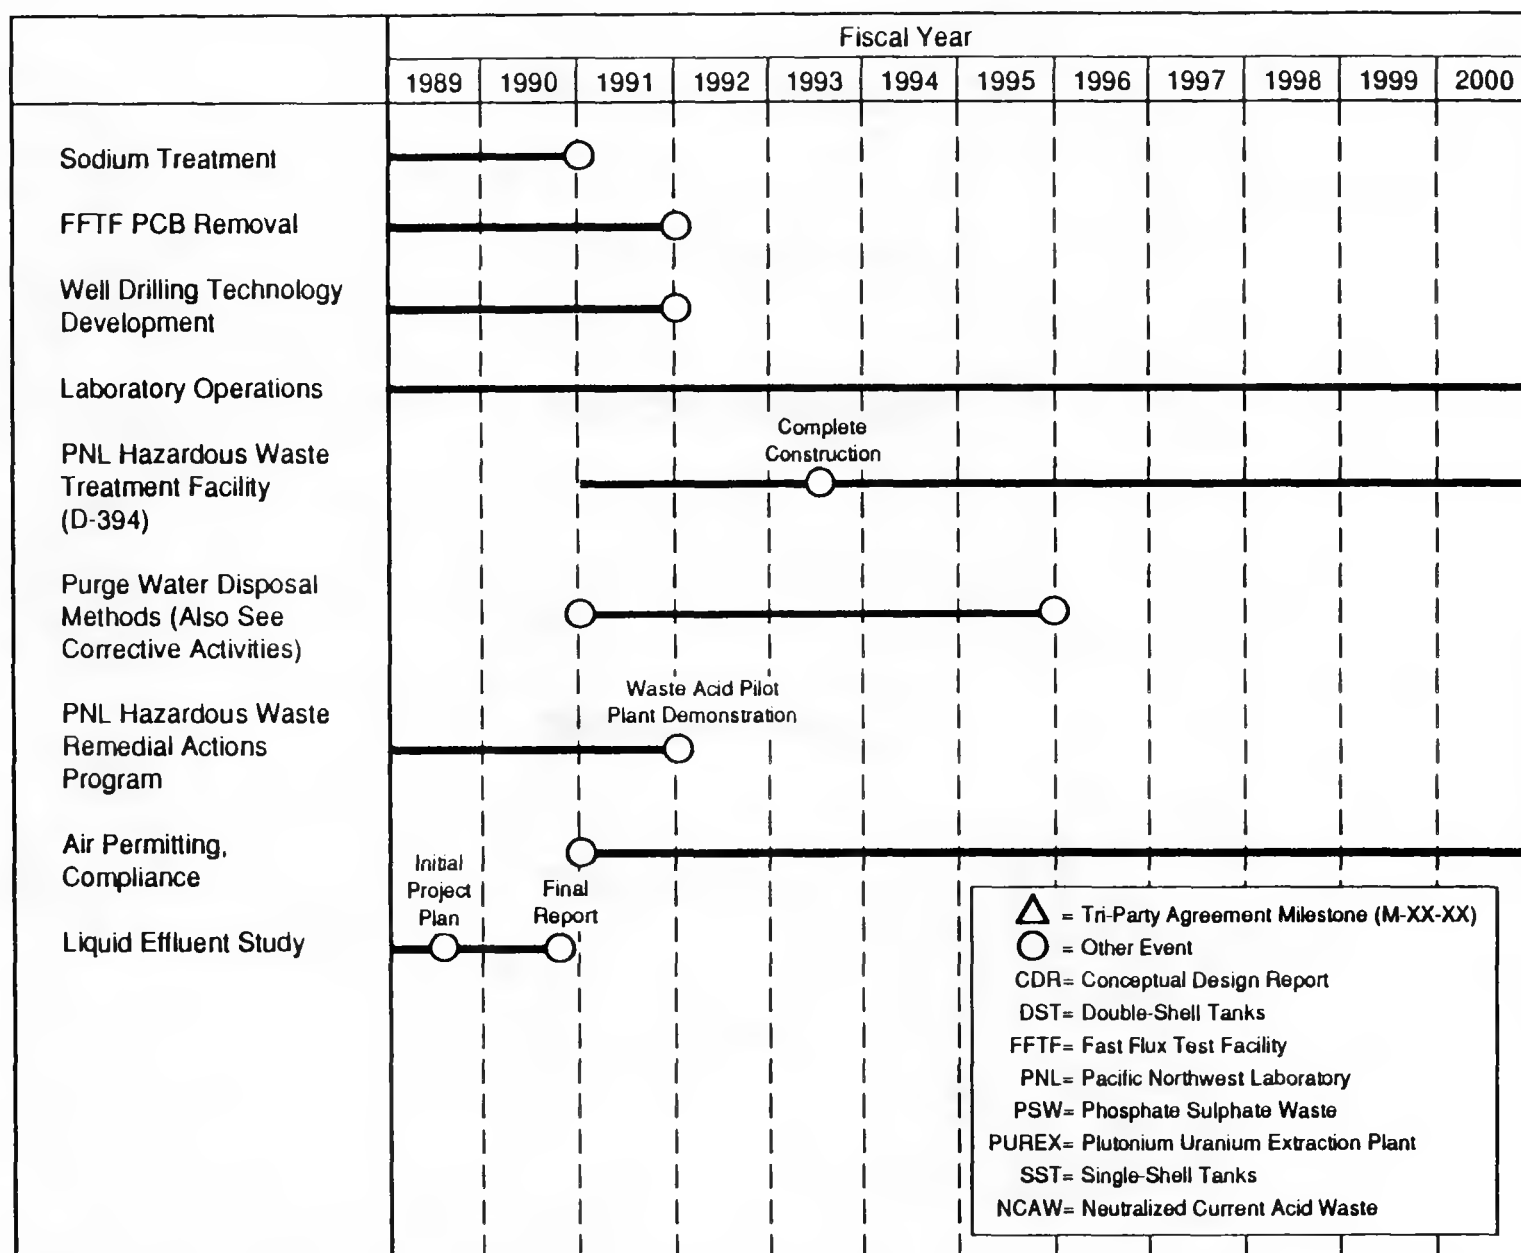 Fiscal Year
1989 1990 1991 1992 1993 1994 1995 1996 1997 1998 1999 2000
Sodium Treatment
FFTF PCB Removal
Well Drilling Technology
Development
Laboratory Operations
Complete
Construction
PNL Hazardous Waste
Treatment Facility
(D-394)
Purge Water Disposal
Methods (Also See
Corrective Activities)
Waste Acid Pilot
Plant Demonstration
PNL Hazardous Waste
Remedial Actions
Program
Air Permitting,
Compliance
Initial
Project
Plan
Final
Report
Liquid Effluent Study
= Tri-Party Agreement Milestone (M-XX-XX)
= Other Event
CDR= Conceptual Design Report
DST= Double-Shell Tanks
FFTF= Fast Flux Test Facility
PNL= Pacific Northwest Laboratory
PSW= Phosphate Sulphate Waste
PUREX= Plutonium Uranium Extraction Plant
SST= Single-Shell Tanks
NCAW= Neutralized Current Acid Waste